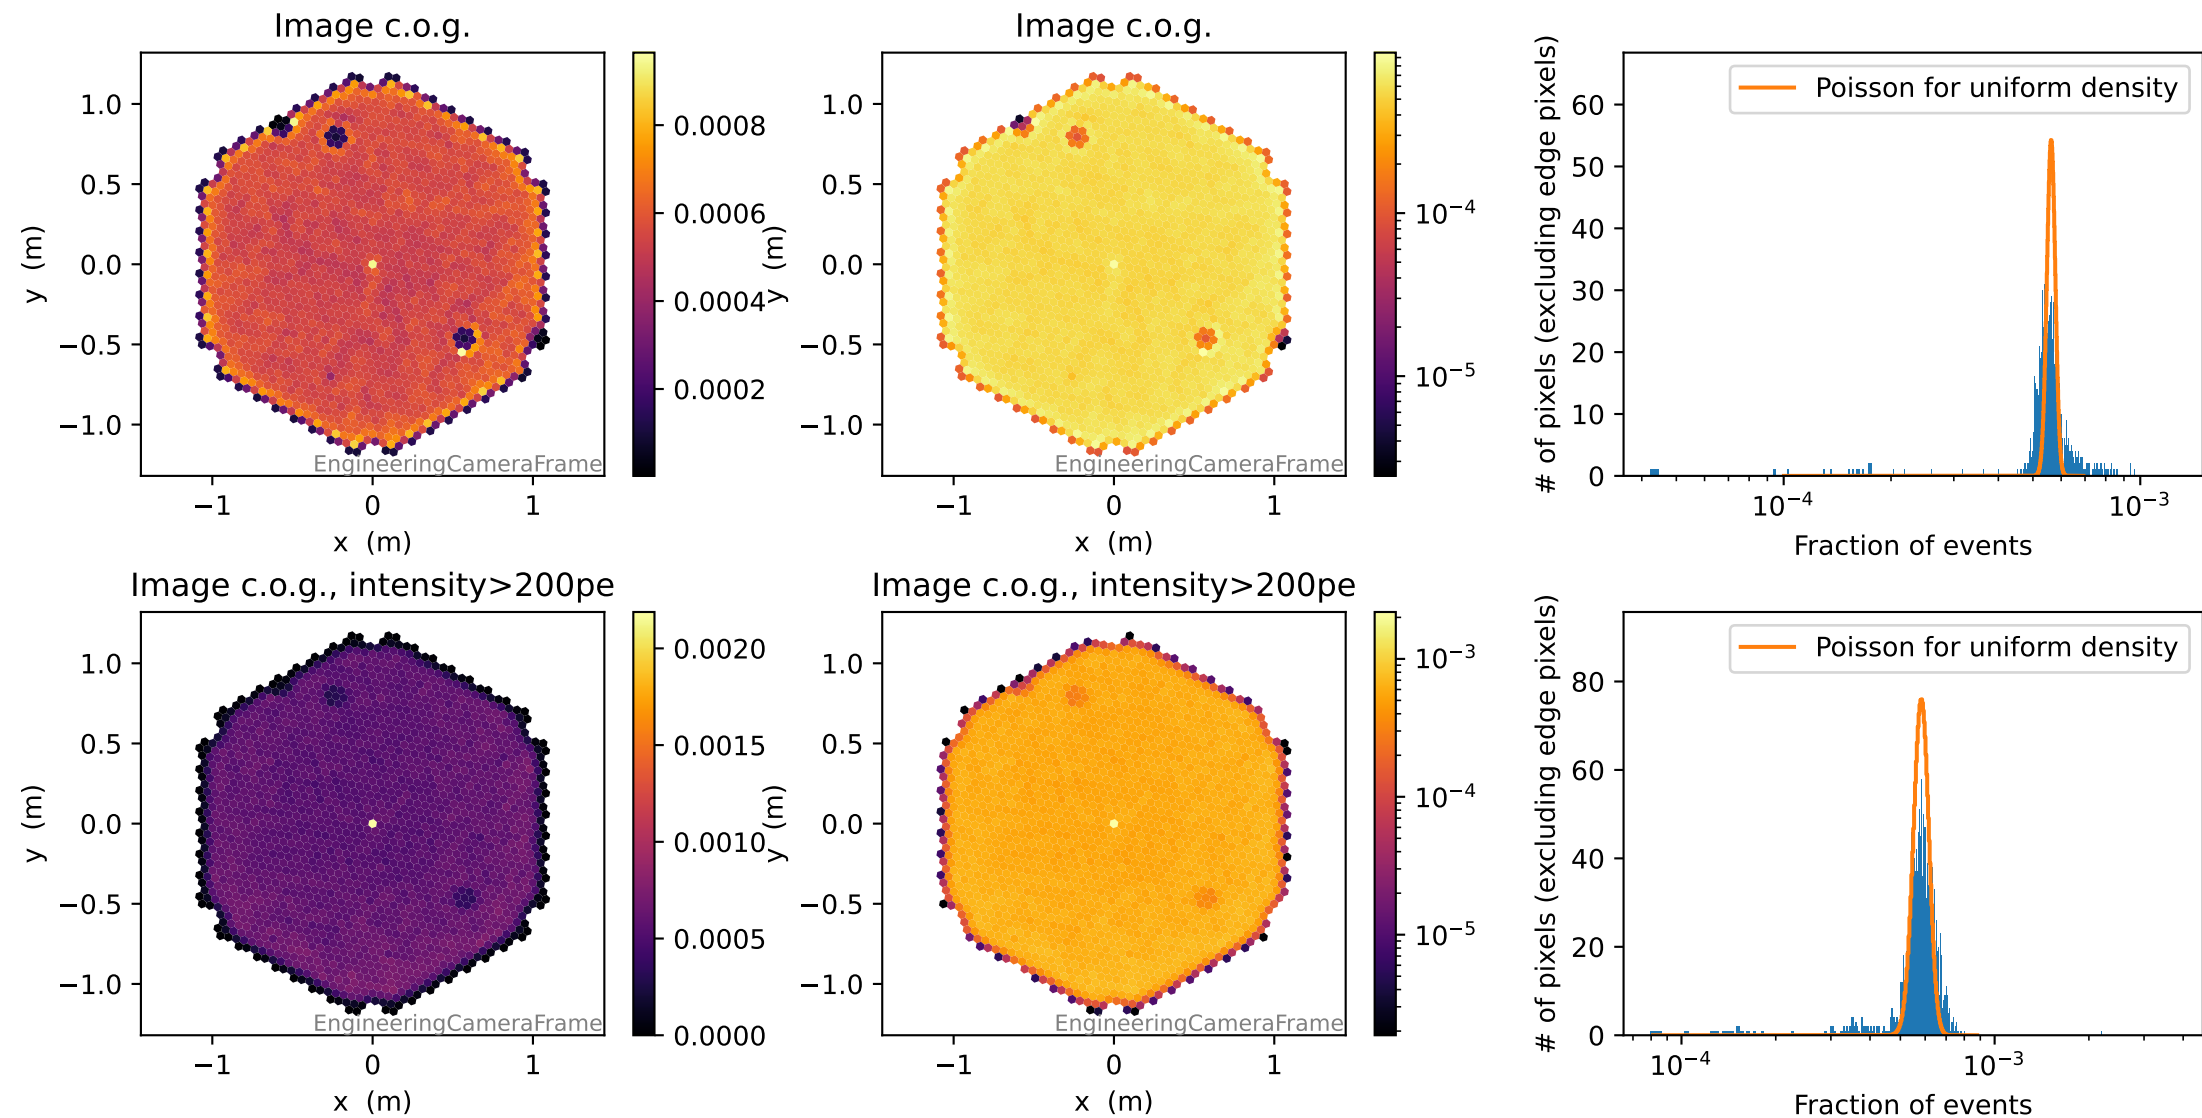 Image c.o.g.
1.0
0.5
0.0
−0.5
−1.0
y (m)
−1 0 1
x (m)
EngineeringCameraFrame
0.0008
0.0006
0.0004
0.0002
Image c.o.g.
1.0
0.5
0.0
−0.5
−1.0
y (m)
−1 0 1
x (m)
EngineeringCameraFrame
10⁻⁴
10⁻⁵
# of pixels (excluding edge pixels)
60
50
40
30
20
10
0
Poisson for uniform density
10⁻⁴ 10⁻³
Fraction of events
Image c.o.g., intensity>200pe
1.0
0.5
0.0
−0.5
−1.0
y (m)
−1 0 1
x (m)
EngineeringCameraFrame
0.0020
0.0015
0.0010
0.0005
0.0000
Image c.o.g., intensity>200pe
1.0
0.5
0.0
−0.5
−1.0
y (m)
−1 0 1
x (m)
EngineeringCameraFrame
10⁻³
10⁻⁴
10⁻⁵
# of pixels (excluding edge pixels)
80
60
40
20
0
Poisson for uniform density
10⁻⁴ 10⁻³
Fraction of events